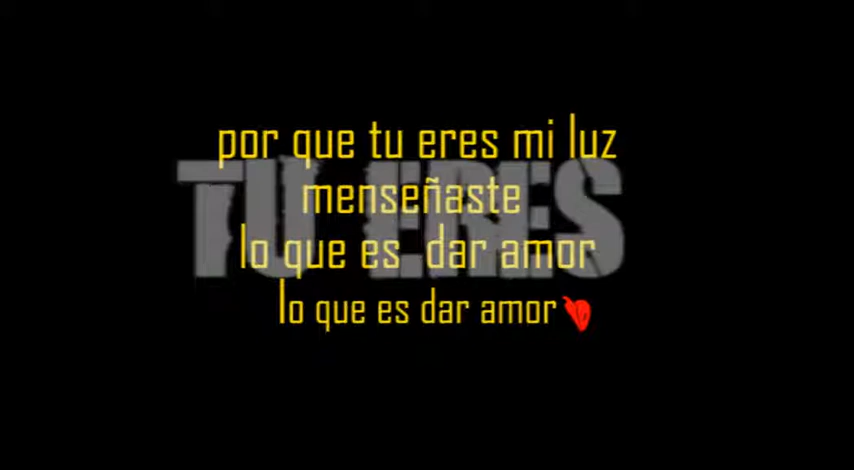 por que tu eres mi luz
TU ERES
menseñaste
lo que es dar amor
lo que es dar amor